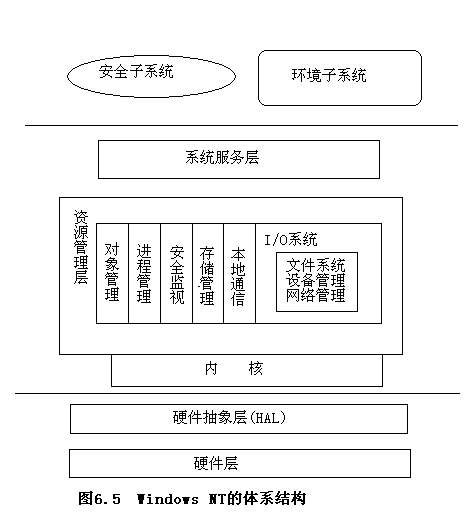 安全子系统
环境子系统
系统服务层
资源管理层
对象管理
进程管理
安全监视
存储管理
本地通信
I/O系统
文件系统
设备管理
网络管理
内 核
硬件抽象层(HAL)
硬件层
图6.5 Windows NT的体系结构